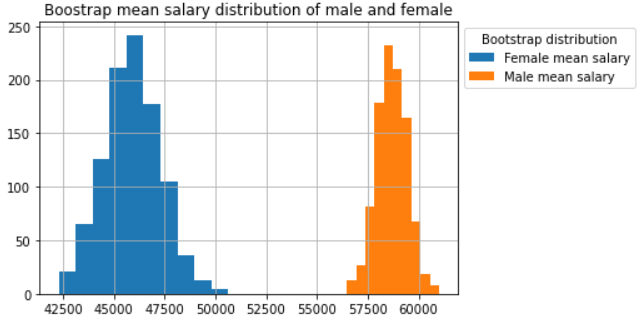 Boostrap mean salary distribution of male and female
Bootstrap distribution
Female mean salary
Male mean salary
250
200
150
100
50
0
42500 45000 47500 50000 52500 55000 57500 60000